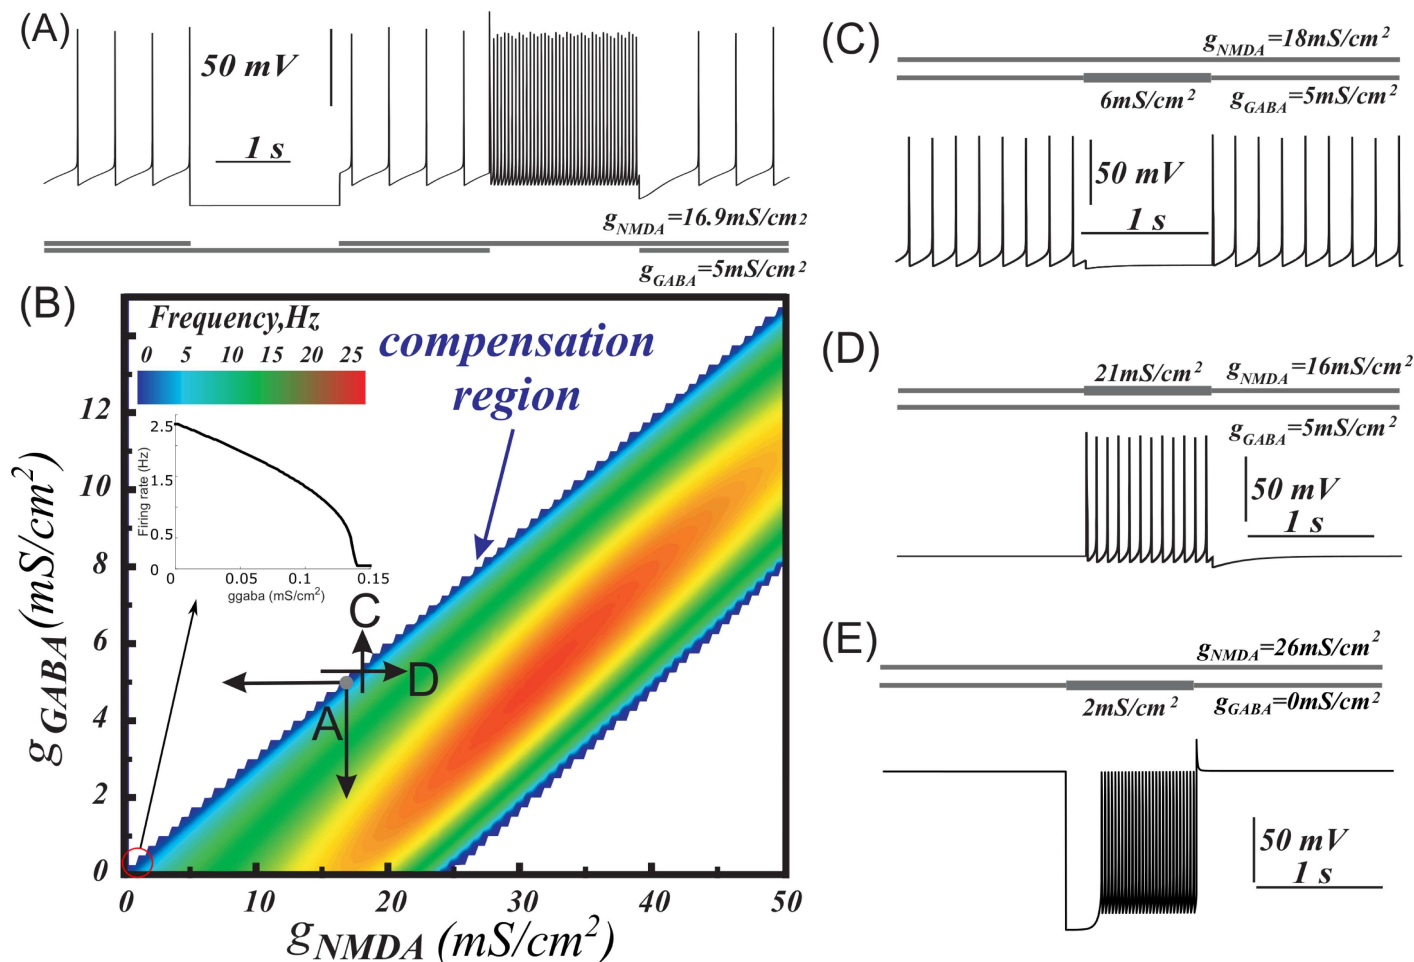 (A)
50 mV
1 s
gNMDA=16.9mS/cm2
gGABA=5mS/cm2
(B)
Frequency,Hz
0 5 10 15 20 25
compensation
region
Firing rate (Hz)
2.5
1.5
0.5
0
0 0.05 0.1 0.15
ggaba (mS/cm2)
C
D
A
gGABA (mS/cm2)
12
10
8
6
4
2
0
0 10 20 30 40 50
gNMDA (mS/cm2)
(C)
gNMDA=18mS/cm2
6mS/cm2 gGABA=5mS/cm2
50 mV
1 s
(D)
21mS/cm2 gNMDA=16mS/cm2
gGABA=5mS/cm2
50 mV
1 s
(E)
gNMDA=26mS/cm2
2mS/cm2 gGABA=0mS/cm2
50 mV
1 s